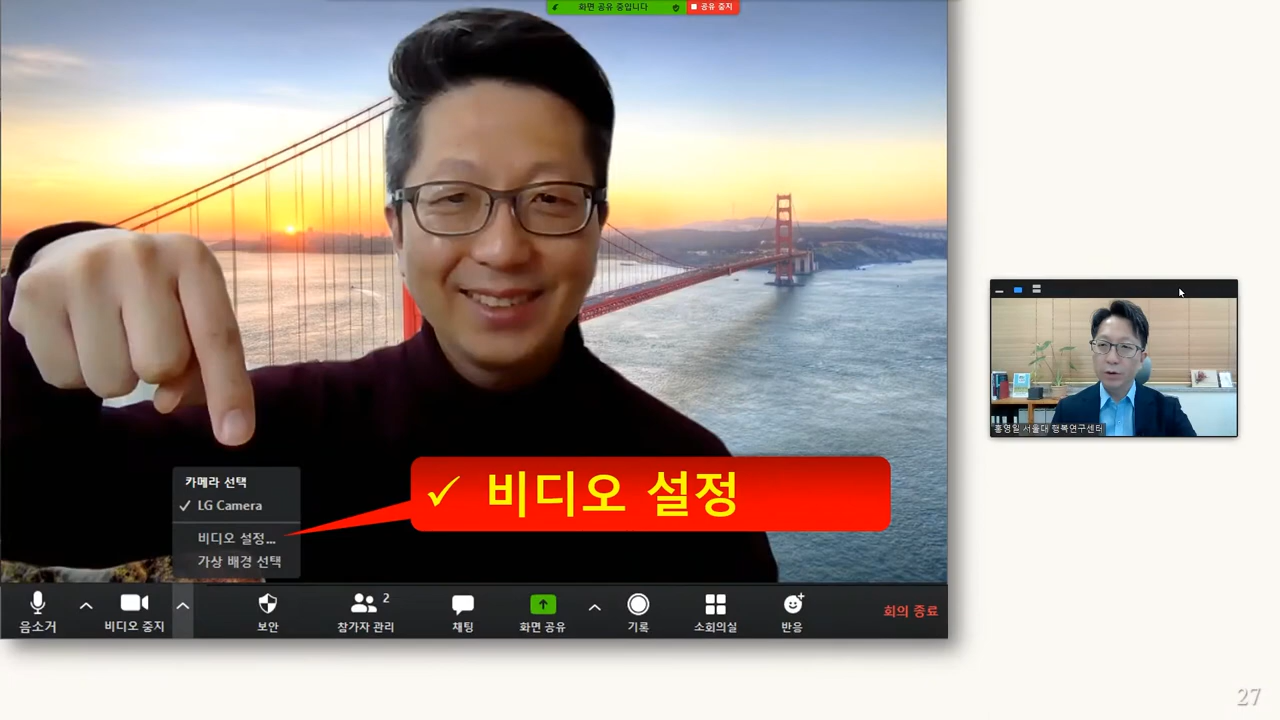 화면 공유 중입니다
공유 중지
카메라 선택
✓ LG Camera
비디오 설정...
가상 배경 선택
✓ 비디오 설정
홍영일 서울대 행복연구센터
음소거
비디오 중지
보안
2
참가자 관리
채팅
화면 공유
기록
소회의실
반응
회의 종료
27